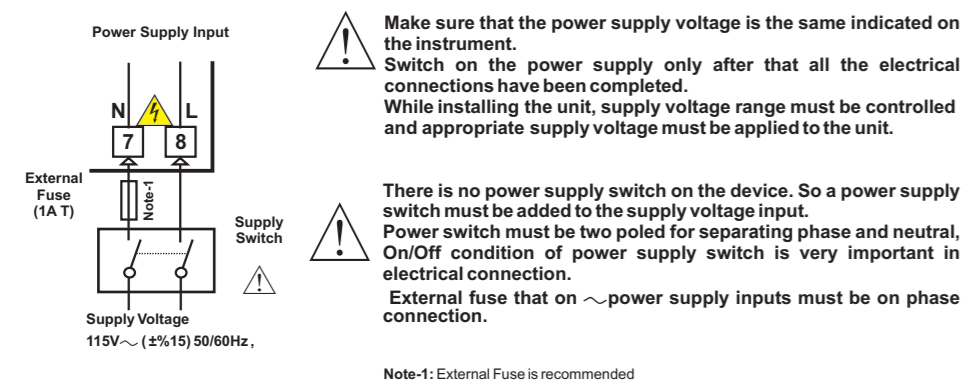 Power Supply Input
N
L
7
8
External
Fuse
(1A T)
Note-1
Supply
Switch
Supply Voltage
115V～ ( ±%15) 50/60Hz ,
Make sure that the power supply voltage is the same indicated on
the instrument.
Switch on the power supply only after that all the electrical
connections have been completed.
While installing the unit, supply voltage range must be controlled
and appropriate supply voltage must be applied to the unit.
There is no power supply switch on the device. So a power supply
switch must be added to the supply voltage input.
Power switch must be two poled for separating phase and neutral,
On/Off condition of power supply switch is very important in
electrical connection.
External fuse that on ～power supply inputs must be on phase
connection.
Note-1: External Fuse is recommended